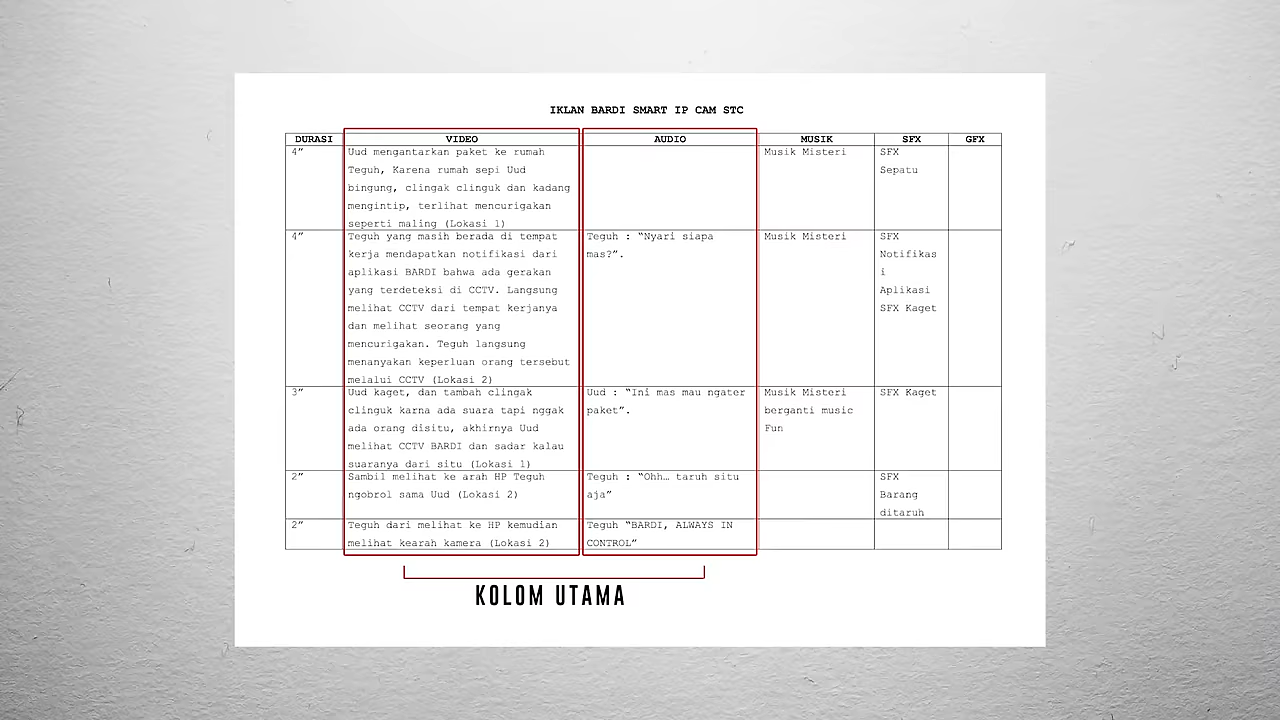 IKLAN BARDI SMART IP CAM STC
DURASI VIDEO AUDIO MUSIK SFX GFX
4” Uud mengantarkan paket ke rumah Musik Misteri SFX
Teguh, Karena rumah sepi Uud Sepatu
bingung, clingak clinguk dan kadang
mengintip, terlihat mencurigakan
seperti maling (Lokasi 1)
4” Teguh yang masih berada di tempat Teguh : “Nyari siapa Musik Misteri SFX
kerja mendapatkan notifikasi dari mas?”. Notifikas
aplikasi BARDI bahwa ada gerakan i
yang terdeteksi di CCTV. Langsung Aplikasi
melihat CCTV dari tempat kerjanya SFX Kaget
dan melihat seorang yang
mencurigakan. Teguh langsung
menanyakan keperluan orang tersebut
melalui CCTV (Lokasi 2)
3” Uud kaget, dan tambah clingak Uud : “Ini mas mau ngater Musik Misteri SFX Kaget
clinguk karna ada suara tapi nggak paket”. berganti music
ada orang disitu, akhirnya Uud Fun
melihat CCTV BARDI dan sadar kalau
suaranya dari situ (Lokasi 1)
2” Sambil melihat ke arah HP Teguh Teguh : “Ohh… taruh situ SFX
ngobrol sama Uud (Lokasi 2) aja” Barang
ditaruh
2” Teguh dari melihat ke HP kemudian Teguh “BARDI, ALWAYS IN
melihat kearah kamera (Lokasi 2) CONTROL”
KOLOM UTAMA